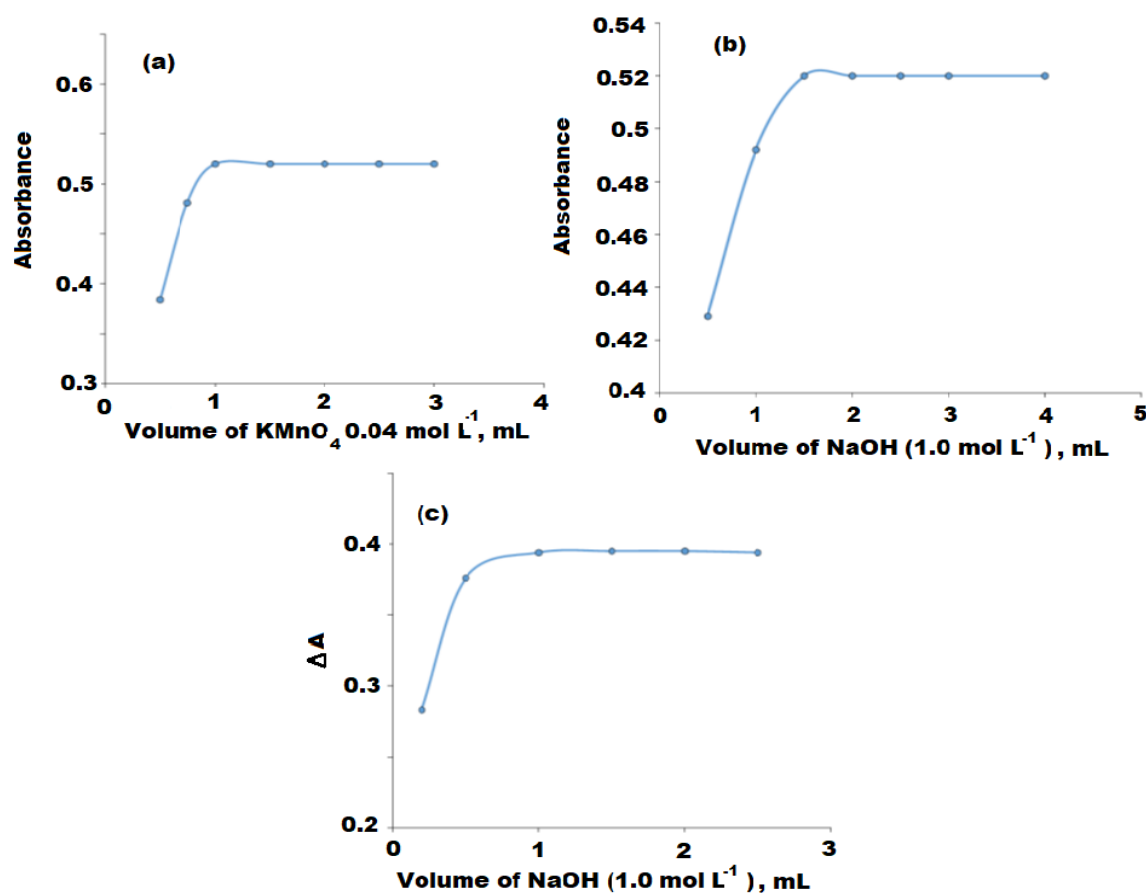 (a)
Absorbance
0.6
0.5
0.4
0.3
0 1 2 3 4
Volume of KMnO₄ 0.04 mol L⁻¹, mL
(b)
Absorbance
0.54
0.52
0.5
0.48
0.46
0.44
0.42
0.4
0 1 2 3 4 5
Volume of NaOH (1.0 mol L⁻¹) , mL
(c)
Δ A
0.4
0.3
0.2
0 1 2 3
Volume of NaOH (1.0 mol L⁻¹) , mL